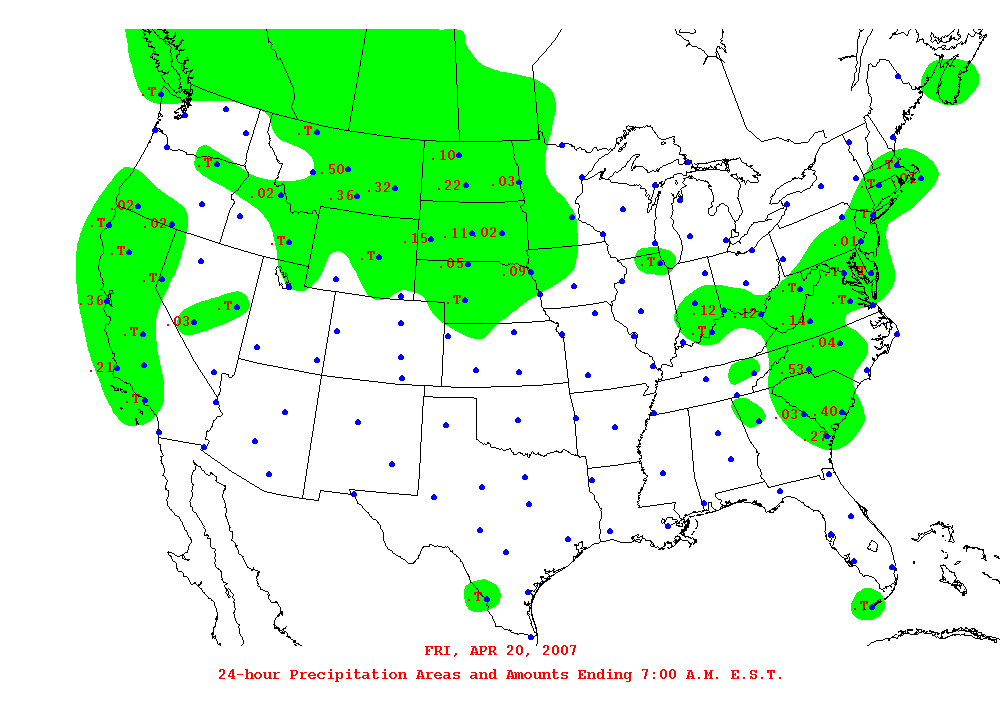 .T
.T
.10
.50
.T
.T
.22
.03
.T
.32
.02
.36
.02
.02
.T
.T
.11
.02
.15
.T
.01
.T
.T
.05
.T
.09
.T
.T
.36
.T
.T
.T
.03
.12
.12
.14
.T
.T
.04
.21
.53
.T
.03
.40
.27
.T
.T
FRI, APR 20, 2007
24-hour Precipitation Areas and Amounts Ending 7:00 A.M. E.S.T.